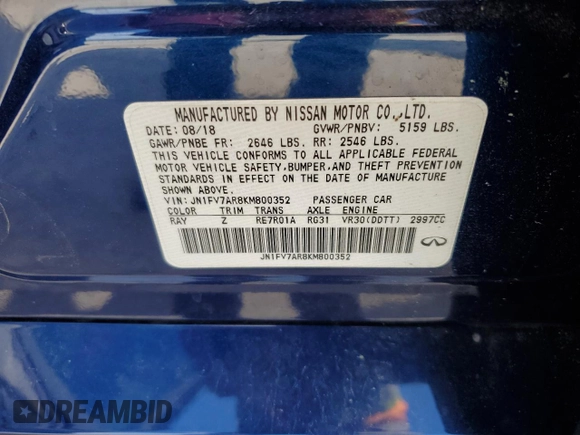 MANUFACTURED BY NISSAN MOTOR CO.,LTD.
DATE: 08/18 GVWR/PNBV: 5159 LBS.
GAWR/PNBE FR: 2646 LBS. RR: 2546 LBS.
THIS VEHICLE CONFORMS TO ALL APPLICABLE FEDERAL
MOTOR VEHICLE SAFETY,BUMPER,AND THEFT PREVENTION
STANDARDS IN EFFECT ON THE DATE OF MANUFACTURE
SHOWN ABOVE.
VIN: JN1FV7AR8KM800352 PASSENGER CAR
COLOR TRIM TRANS AXLE ENGINE
RAY Z RE7R01A RG31 VR30(DDTT) 2997CC
JN1FV7AR8KM800352
DREAMBID